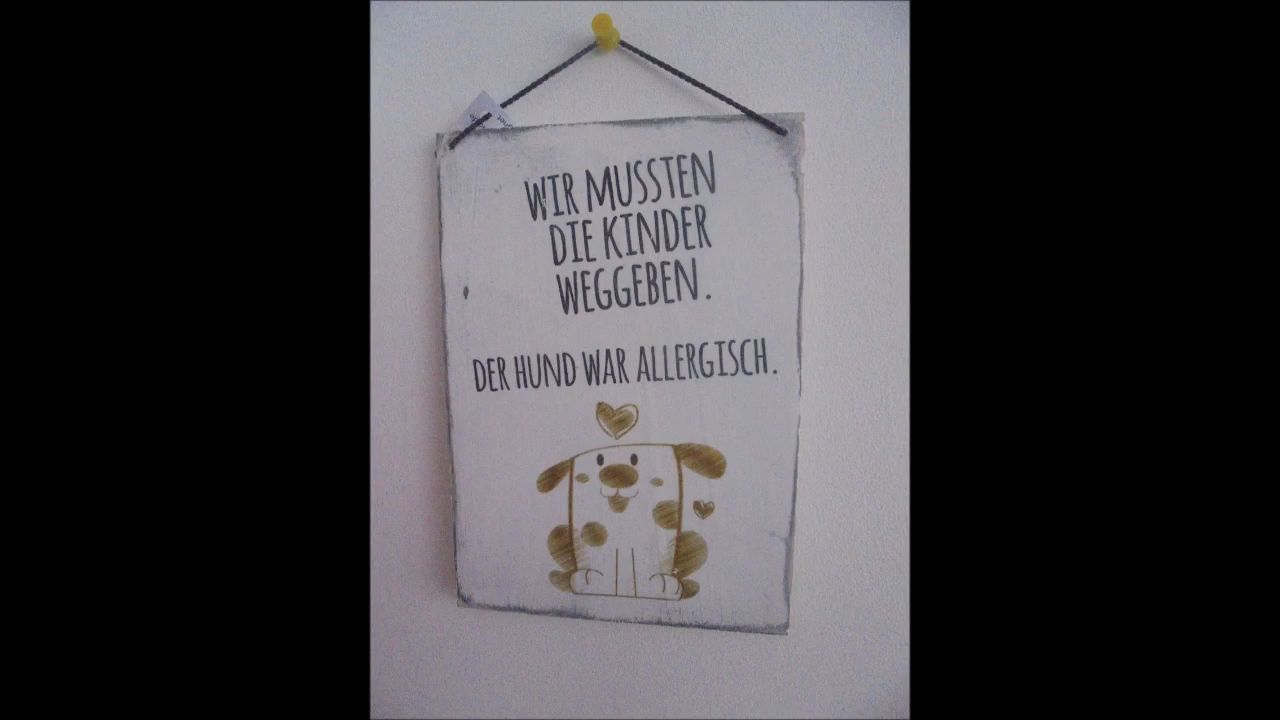 WIR MUSSTEN
DIE KINDER
WEGGEBEN.
DER HUND WAR ALLERGISCH.